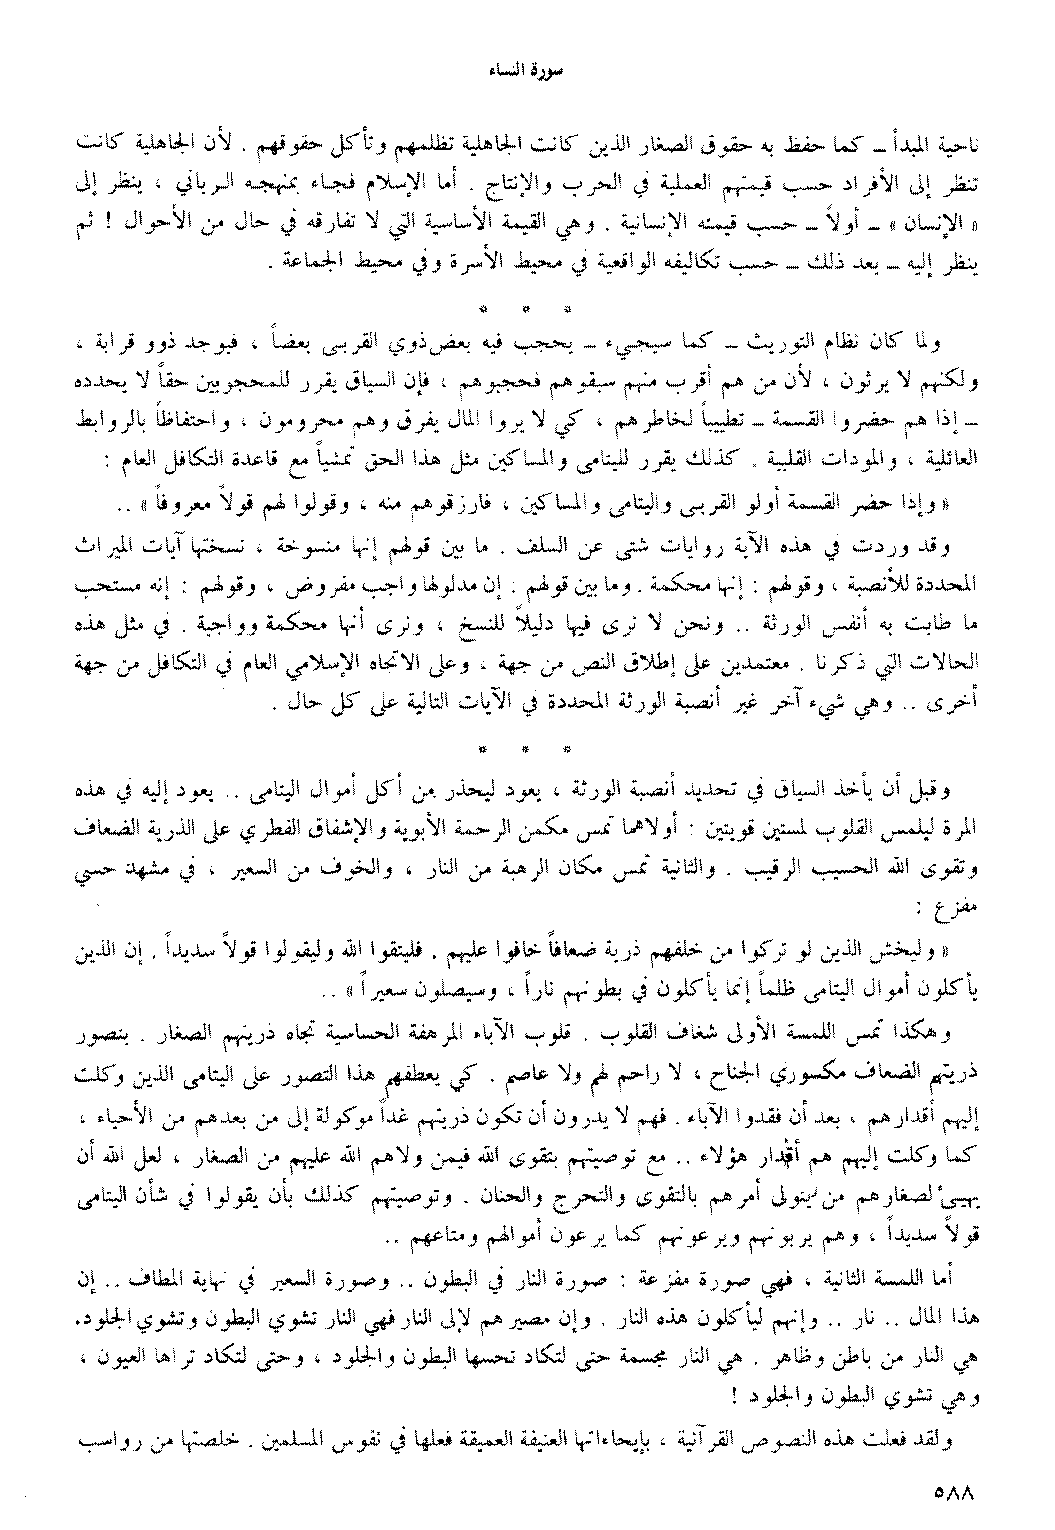 سورة النساء
ناحية المبدأ ــ كما حفظ به حقوق الصغار الذين كانت الجاهلية تظلمهم وتأكل حقوقهم . لأن الجاهلية كانت
تنظر إلى الأفراد حسب قيمتهم العملية في الحرب والإنتاج . أما الإسلام فجاء بمنهجه الرباني ، ينظر إلى
« الإنسان » ــ أولاً ــ حسب قيمته الإنسانية . وهي القيمة الأساسية التي لا تفارقه في حال من الأحوال ! ثم
ينظر إليه ــ بعد ذلك ــ حسب تكاليفه الواقعية في محيط الأسرة وفي محيط الجماعة .
* * *
ولما كان نظام التوريث ــ كما سيجيء ــ يحجب فيه بعض ذوي القربى بعضاً ، فيوجد ذوو قرابة ،
ولكنهم لا يرثون ، لأن من هم أقرب منهم سبقوهم فحجبوهم ، فإن السياق يقرر للمحجوبين حقاً لا يحدده
ــ إذا هم حضروا القسمة ــ تطييباً لخاطرهم ، كي لا يروا المال يفرق وهم محرومون ، واحتفاظاً بالروابط
العائلية ، والمودات القلبية . كذلك يقرر لليتامى والمساكين مثل هذا الحق تمشياً مع قاعدة التكافل العام :
« وإذا حضر القسمة أولو القربى واليتامى والمساكين ، فارزقوهم منه ، وقولوا لهم قولاً معروفاً » ..
وقد وردت في هذه الآية روايات شتى عن السلف . ما بين قولهم إنها منسوخة ، نسختها آيات الميراث
المحددة للأنصبة ، وقولهم : إنها محكمة . وما بين قولهم : إن مدلولها واجب مفروض ، وقولهم : إنه مستحب
ما طابت به أنفس الورثة .. ونحن لا نرى فيها دليلاً للنسخ ، ونرى أنها محكمة وواجبة . في مثل هذه
الحالات التي ذكرنا . معتمدين على إطلاق النص من جهة ، وعلى الاتجاه الإسلامي العام في التكافل من جهة
أخرى .. وهي شيء آخر غير أنصبة الورثة المحددة في الآيات التالية على كل حال .
* * *
وقبل أن يأخذ السياق في تحديد أنصبة الورثة ، يعود ليحذر من أكل أموال اليتامى .. يعود إليه في هذه
المرة ليلمس القلوب لمستين قويتين : أولاهما تمس مكمن الرحمة الأبوية والإشفاق الفطري على الذرية الضعاف
وتقوى الله الحسيب الرقيب . والثانية تمس مكان الرهبة من النار ، والخوف من السعير ، في مشهد حسي
مفزع :
« وليخش الذين لو تركوا من خلفهم ذرية ضعافاً خافوا عليهم . فليتقوا الله وليقولوا قولاً سديداً . إن الذين
يأكلون أموال اليتامى ظلماً إنما يأكلون في بطونهم ناراً ، وسيصلون سعيراً » ..
وهكذا تمس اللمسة الأولى شغاف القلوب . قلوب الآباء المرهفة الحساسية تجاه ذريتهم الصغار . بتصور
ذريتهم الضعاف مكسوري الجناح ، لا راحم لهم ولا عاصم . كي يعطفهم هذا التصور على اليتامى الذين وكلت
إليهم أقدارهم ، بعد أن فقدوا الآباء . فهم لا يدرون أن تكون ذريتهم غداً موكولة إلى من بعدهم من الأحياء ،
كما وكلت إليهم هم أقدار هؤلاء .. مع توصيتهم بتقوى الله فيمن ولاهم الله عليهم من الصغار ، لعل الله أن
يهيئ لصغارهم من يتولى أمرهم بالتقوى والتحرج والحنان . وتوصيتهم كذلك بأن يقولوا في شأن اليتامى
قولاً سديداً ، وهم يربونهم ويرعونهم كما يرعون أموالهم ومتاعهم ..
أما اللمسة الثانية ، فهي صورة مفزعة : صورة النار في البطون .. وصورة السعير في نهاية المطاف .. إن
هذا المال .. نار .. وإنهم ليأكلون هذه النار . وإن مصيرهم لإلى النار فهي النار تشوي البطون وتشوي الجلود.
هي النار من باطن وظاهر . هي النار مجسمة حتى لتكاد تحسها البطون والجلود ، وحتى لتكاد تراها العيون ،
وهي تشوي البطون والجلود !
ولقد فعلت هذه النصوص القرآنية ، بإيحاءاتها العنيفة العميقة فعلها في نفوس المسلمين . خلصتها من رواسب
٥٨٨